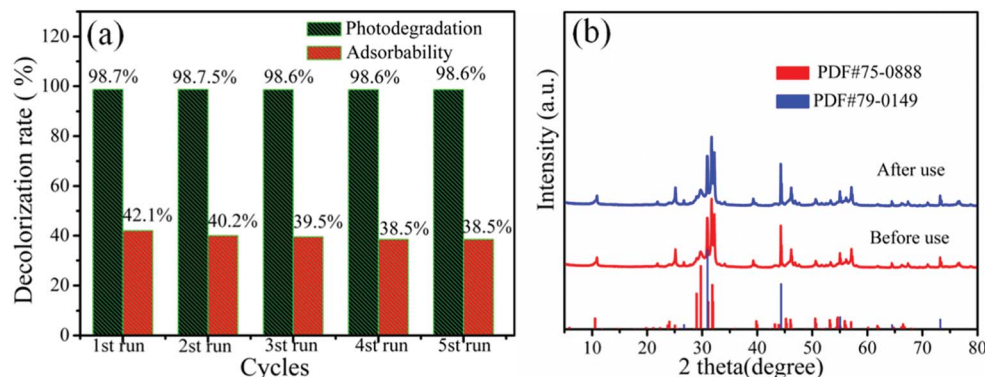 (a)
Photodegradation
Adsorbability
Decolorization rate ( %)
120
100
80
60
40
20
0
98.7%
98.7.5%
98.6%
98.6%
98.6%
42.1%
40.2%
39.5%
38.5%
38.5%
1st run
2st run
3st run
4st run
5st run
Cycles
(b)
PDF#75-0888
PDF#79-0149
Intensity (a.u.)
After use
Before use
10 20 30 40 50 60 70 80
2 theta(degree)